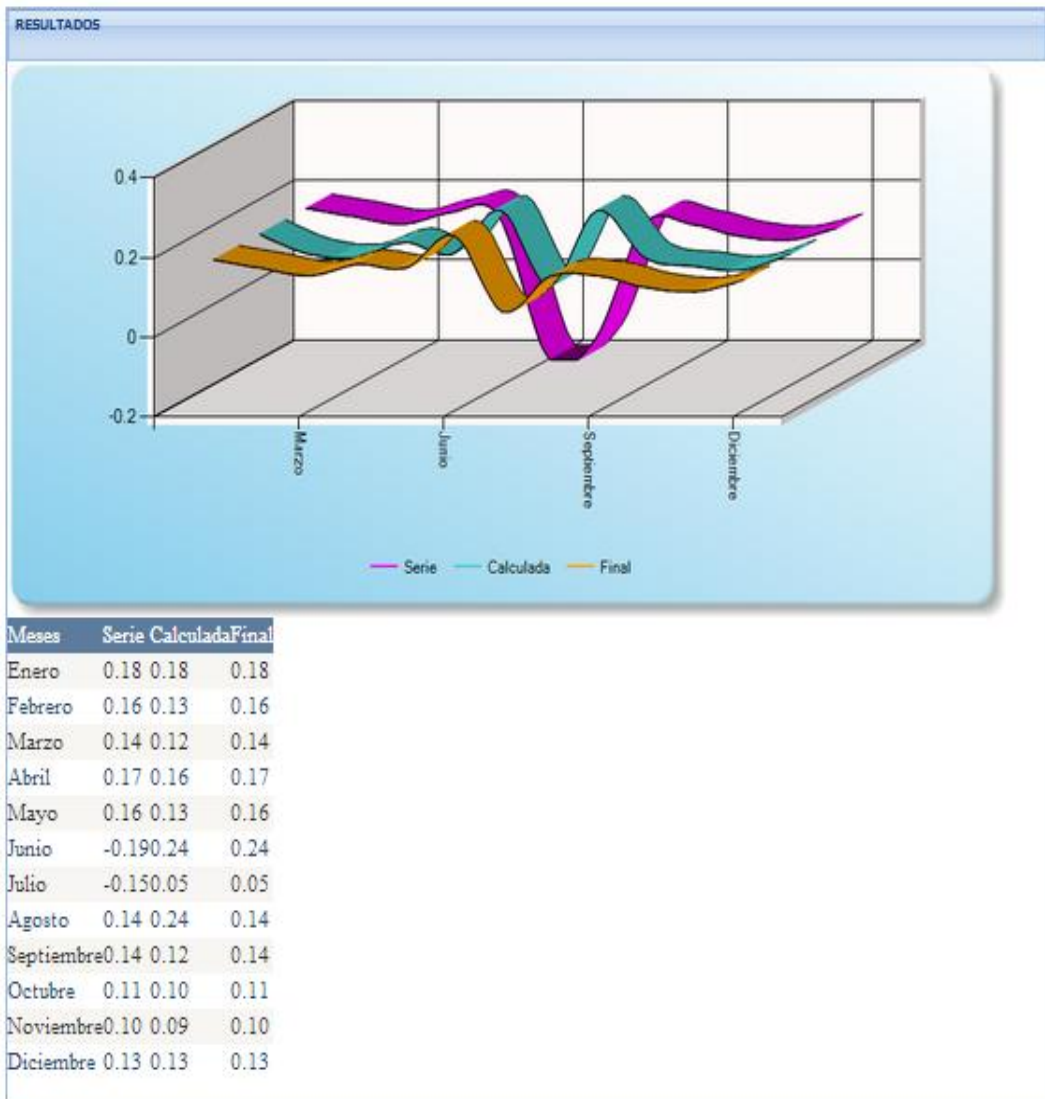 RESULTADOS
0.4
0.2
0
-0.2
Marzo
Junio
Septiembre
Diciembre
Serie Calculada Final
Meses Serie Calculada Final
Enero 0.18 0.18 0.18
Febrero 0.16 0.13 0.16
Marzo 0.14 0.12 0.14
Abril 0.17 0.16 0.17
Mayo 0.16 0.13 0.16
Junio -0.19 0.24 0.24
Julio -0.15 0.05 0.05
Agosto 0.14 0.24 0.14
Septiembre 0.14 0.12 0.14
Octubre 0.11 0.10 0.11
Noviembre 0.10 0.09 0.10
Diciembre 0.13 0.13 0.13